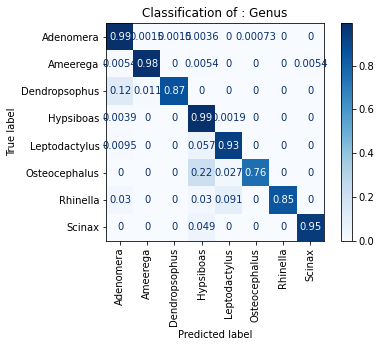 Classification of : Genus
Adenomera 0.99 0.0015 0.0015 0.0036 0 0.00073 0 0
Ameerega 0.0054 0.98 0 0.0054 0 0 0 0.0054
Dendropsophus 0.12 0.011 0.87 0 0 0 0 0
Hypsiboas 0.0039 0 0 0.99 0.0019 0 0 0
Leptodactylus 0.0095 0 0 0.057 0.93 0 0 0
Osteocephalus 0 0 0 0.22 0.027 0.76 0 0
Rhinella 0.03 0 0 0.03 0.091 0 0.85 0
Scinax 0 0 0 0.049 0 0 0 0.95
True label
Adenomera
Ameerega
Dendropsophus
Hypsiboas
Leptodactylus
Osteocephalus
Rhinella
Scinax
Predicted label
0.8
0.6
0.4
0.2
0.0